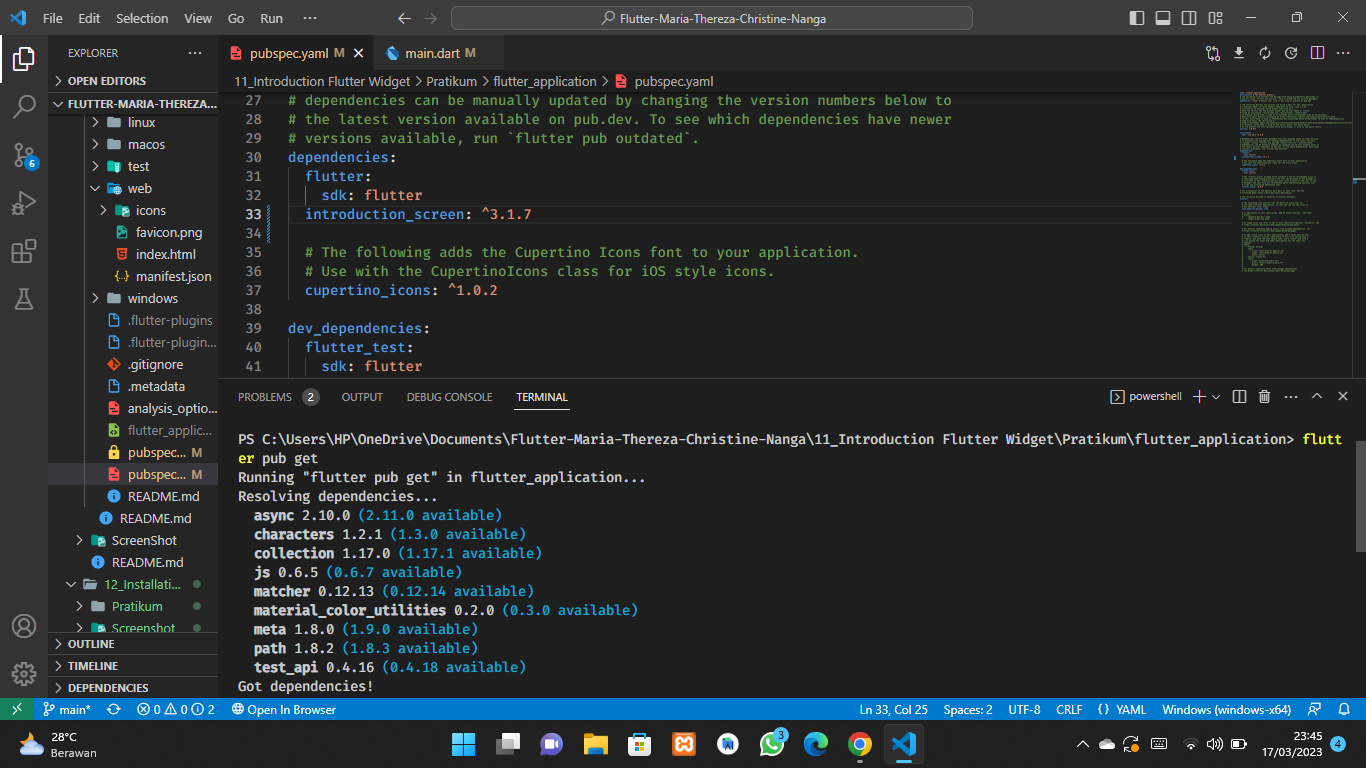 File Edit Selection View Go Run ··· Flutter-Maria-Thereza-Christine-Nanga
EXPLORER ···
OPEN EDITORS
FLUTTER-MARIA-THEREZA...
linux
macos
test
web
icons
favicon.png
index.html
manifest.json
windows
.flutter-plugins
.flutter-plugin...
.gitignore
.metadata
analysis_optio...
flutter_applic...
pubspec... M
pubspec... M
README.md
README.md
ScreenShot
README.md
12_Installati...
Pratikum
Screenshot
OUTLINE
TIMELINE
DEPENDENCIES
6
pubspec.yaml M main.dart M
11_Introduction Flutter Widget > Pratikum > flutter_application > pubspec.yaml
27 # dependencies can be manually updated by changing the version numbers below to
28 # the latest version available on pub.dev. To see which dependencies have newer
29 # versions available, run `flutter pub outdated`.
30 dependencies:
31 flutter:
32 sdk: flutter
33 introduction_screen: ^3.1.7
34
35 # The following adds the Cupertino Icons font to your application.
36 # Use with the CupertinoIcons class for iOS style icons.
37 cupertino_icons: ^1.0.2
38
39 dev_dependencies:
40 flutter_test:
41 sdk: flutter
PROBLEMS 2 OUTPUT DEBUG CONSOLE TERMINAL powershell
PS C:\Users\HP\OneDrive\Documents\Flutter-Maria-Thereza-Christine-Nanga\11_Introduction Flutter Widget\Pratikum\flutter_application> flutt
er pub get
Running "flutter pub get" in flutter_application...
Resolving dependencies...
async 2.10.0 (2.11.0 available)
characters 1.2.1 (1.3.0 available)
collection 1.17.0 (1.17.1 available)
js 0.6.5 (0.6.7 available)
matcher 0.12.13 (0.12.14 available)
material_color_utilities 0.2.0 (0.3.0 available)
meta 1.8.0 (1.9.0 available)
path 1.8.2 (1.8.3 available)
test_api 0.4.16 (0.4.18 available)
Got dependencies!
main* 0 0 2 Open In Browser Ln 33, Col 25 Spaces: 2 UTF-8 CRLF {} YAML Windows (windows-x64)
28°C
Berawan
3
23:45
17/03/2023
4